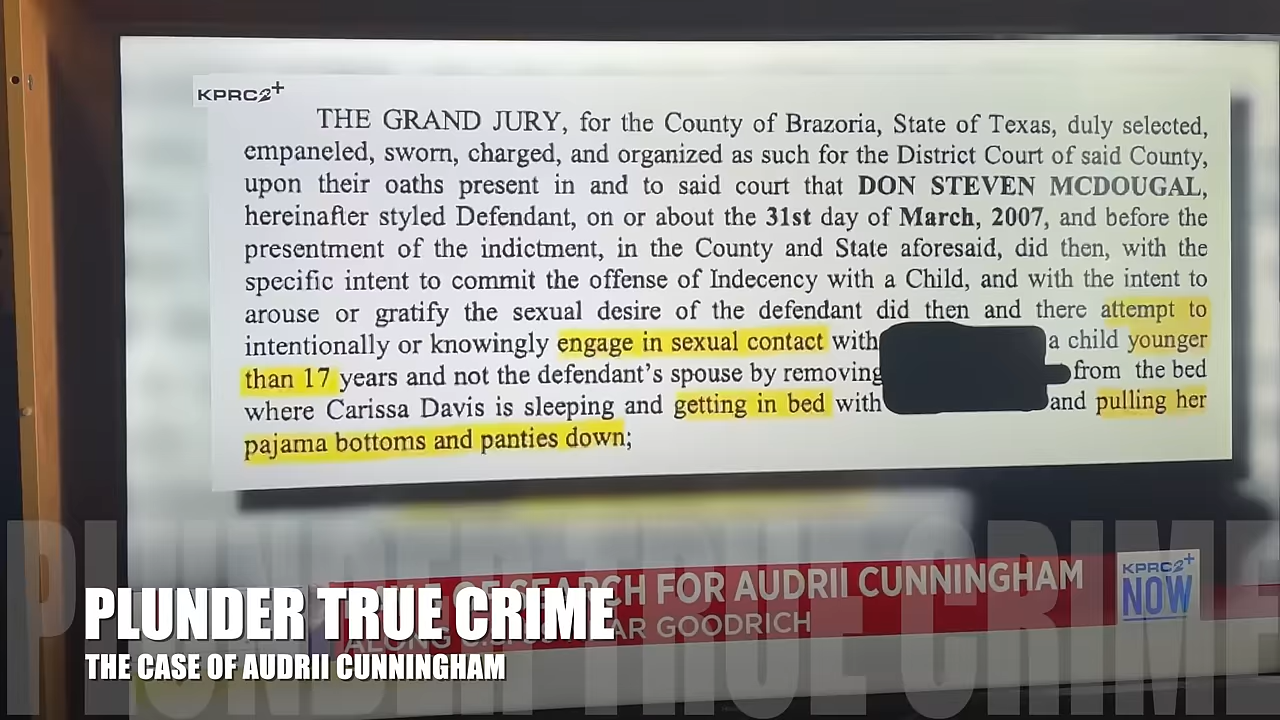 KPRC2+
THE GRAND JURY, for the County of Brazoria, State of Texas, duly selected,
empaneled, sworn, charged, and organized as such for the District Court of said County,
upon their oaths present in and to said court that DON STEVEN MCDOUGAL,
hereinafter styled Defendant, on or about the 31st day of March, 2007, and before the
presentment of the indictment, in the County and State aforesaid, did then, with the
specific intent to commit the offense of Indecency with a Child, and with the intent to
arouse or gratify the sexual desire of the defendant did then and there attempt to
intentionally or knowingly engage in sexual contact with a child younger
than 17 years and not the defendant's spouse by removing from the bed
where Carissa Davis is sleeping and getting in bed with and pulling her
pajama bottoms and panties down;
PLUNDER TRUE CRIME
OF SEARCH FOR AUDRII CUNNINGHAM
ALONG GOODRICH
KPRC2+
NOW
PLUNDER TRUE CRIME
THE CASE OF AUDRII CUNNINGHAM